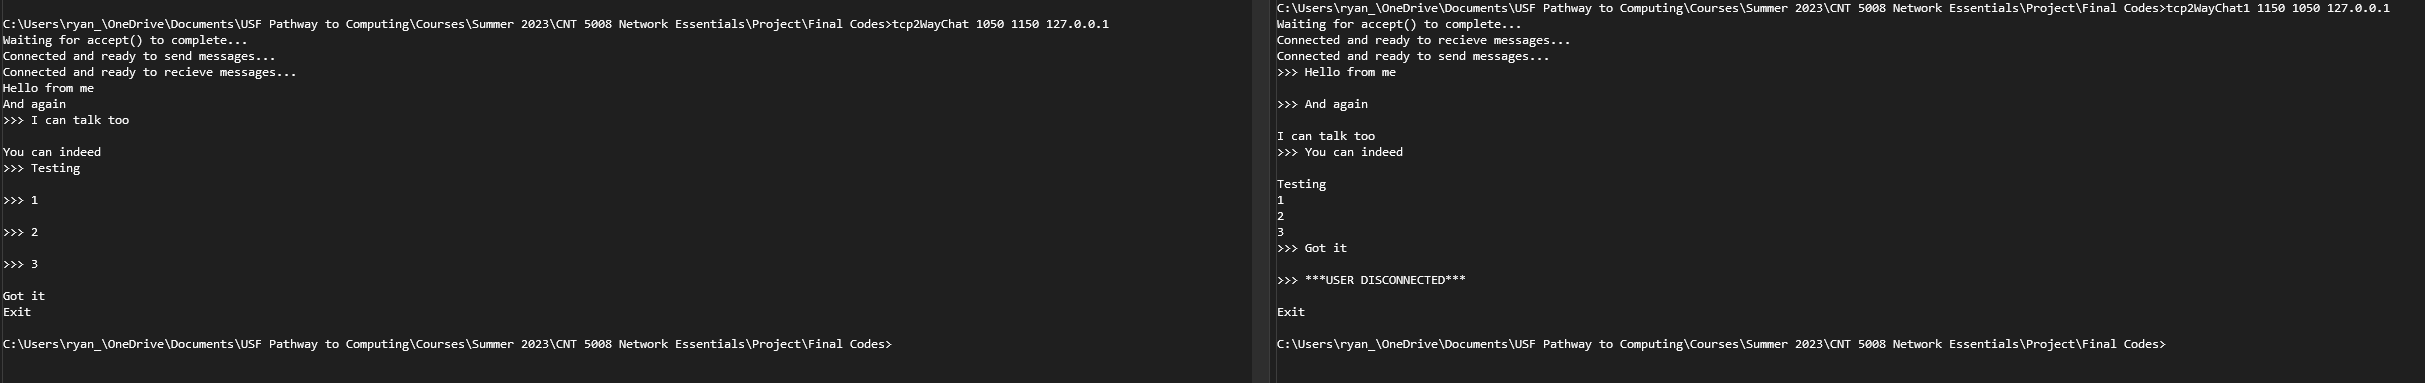 C:\Users\ryan_\OneDrive\Documents\USF Pathway to Computing\Courses\Summer 2023\CNT 5008 Network Essentials\Project\Final Codes>tcp2WayChat 1050 1150 127.0.0.1
Waiting for accept() to complete...
Connected and ready to send messages...
Connected and ready to recieve messages...
Hello from me
And again
>>> I can talk too
You can indeed
>>> Testing
>>> 1
>>> 2
>>> 3
Got it
Exit
C:\Users\ryan_\OneDrive\Documents\USF Pathway to Computing\Courses\Summer 2023\CNT 5008 Network Essentials\Project\Final Codes>
C:\Users\ryan_\OneDrive\Documents\USF Pathway to Computing\Courses\Summer 2023\CNT 5008 Network Essentials\Project\Final Codes>tcp2WayChat1 1150 1050 127.0.0.1
Waiting for accept() to complete...
Connected and ready to recieve messages...
Connected and ready to send messages...
>>> Hello from me
>>> And again
I can talk too
>>> You can indeed
Testing
1
2
3
>>> Got it
>>> ***USER DISCONNECTED***
Exit
C:\Users\ryan_\OneDrive\Documents\USF Pathway to Computing\Courses\Summer 2023\CNT 5008 Network Essentials\Project\Final Codes>